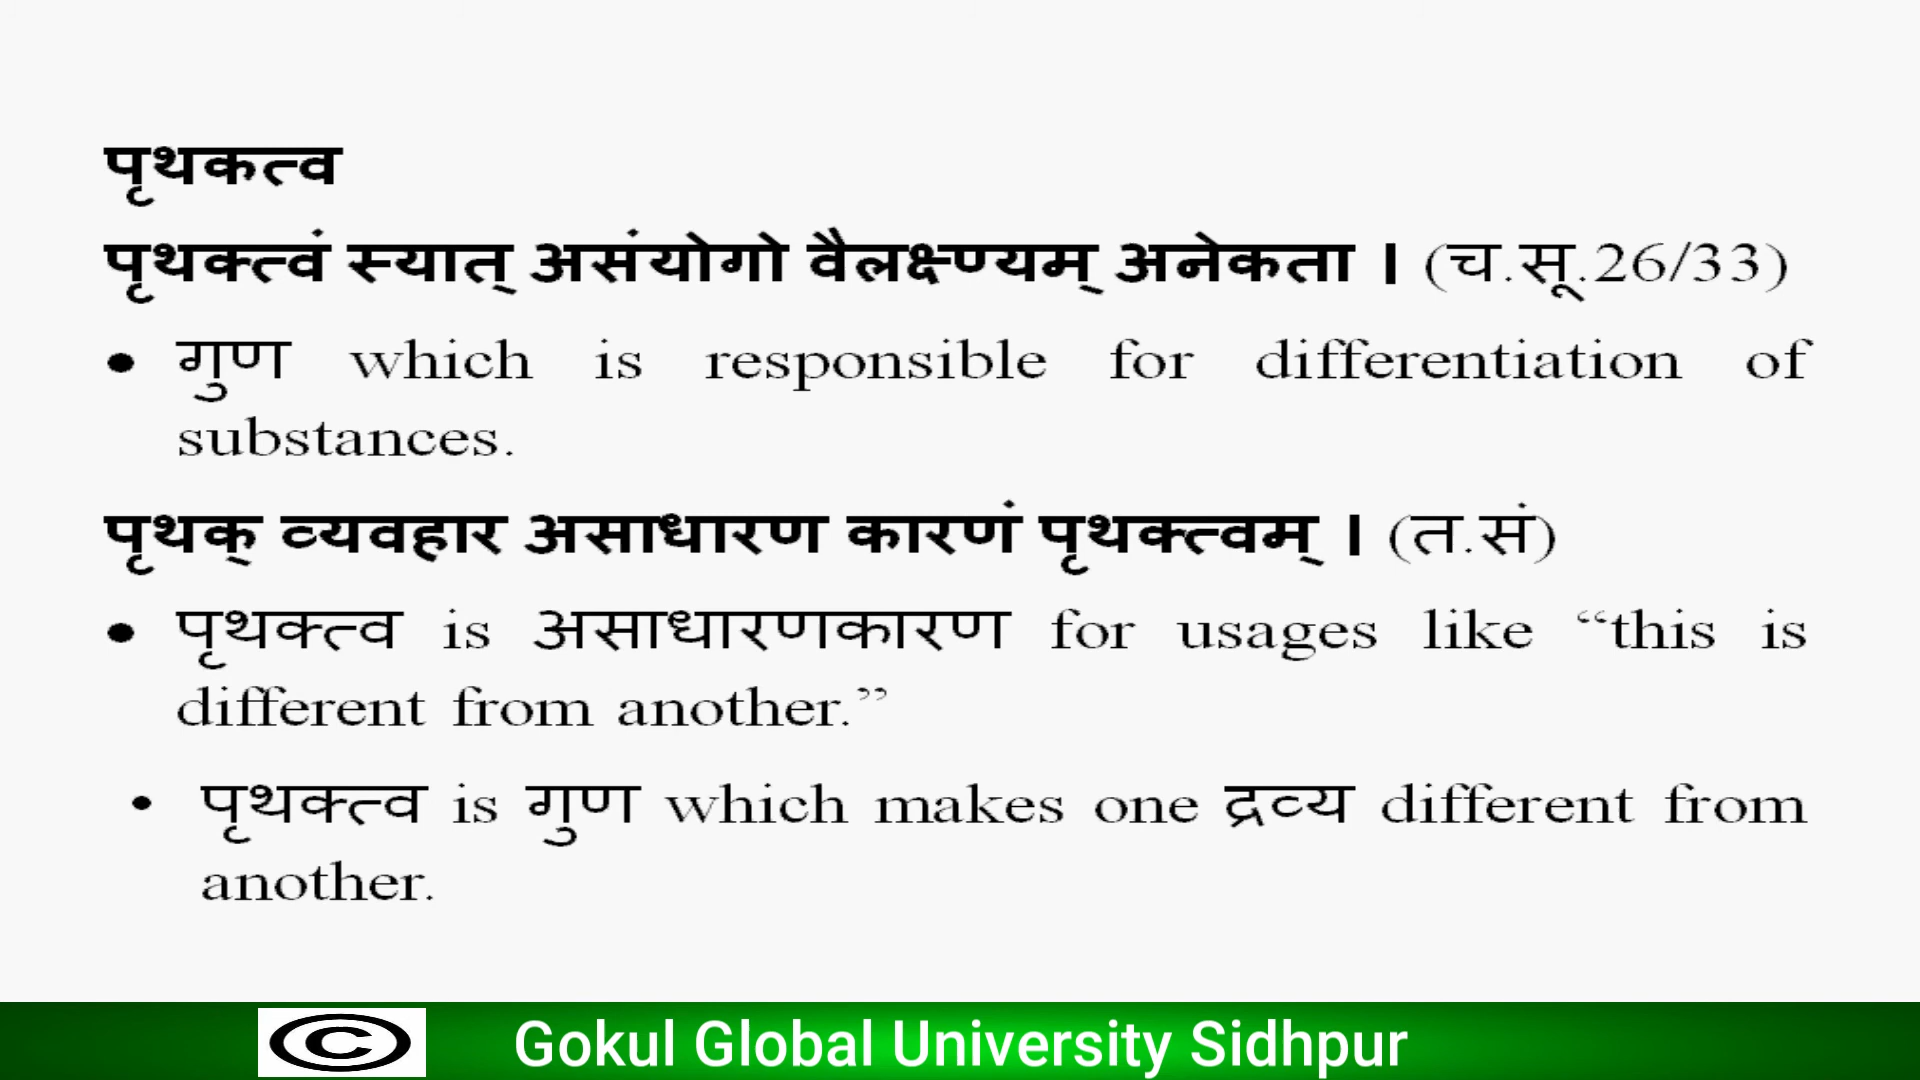 पृथकत्व
पृथक्त्वं स्यात् असंयोगो वैलक्ष्ण्यम् अनेकता । (च.सू.26/33)
• गुण which is responsible for differentiation of
substances.
पृथक् व्यवहार असाधारण कारणं पृथक्त्वम् । (त.सं)
• पृथक्त्व is असाधारणकारण for usages like “this is
different from another.”
• पृथक्त्व is गुण which makes one द्रव्य different from
another.
© Gokul Global University Sidhpur